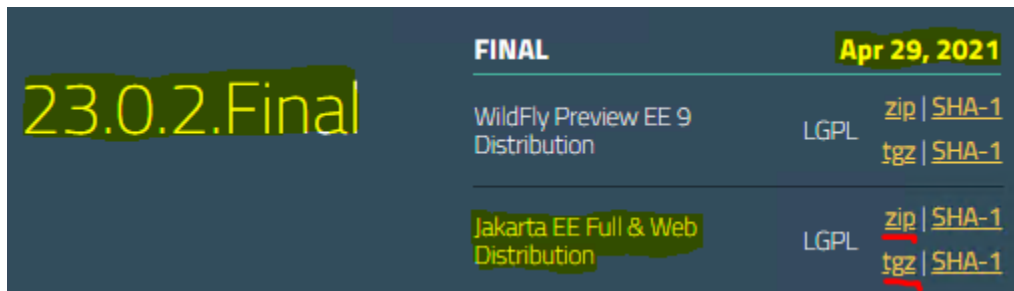 23.0.2.Final
FINAL Apr 29, 2021
WildFly Preview EE 9
Distribution
LGPL
zip | SHA-1
tgz | SHA-1
Jakarta EE Full & Web
Distribution
LGPL
zip | SHA-1
tgz | SHA-1